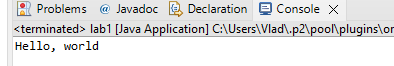 Problems @ Javadoc Declaration Console
<terminated> lab1 [Java Application] C:\Users\Vlad\.p2\pool\plugins\or
Hello, world